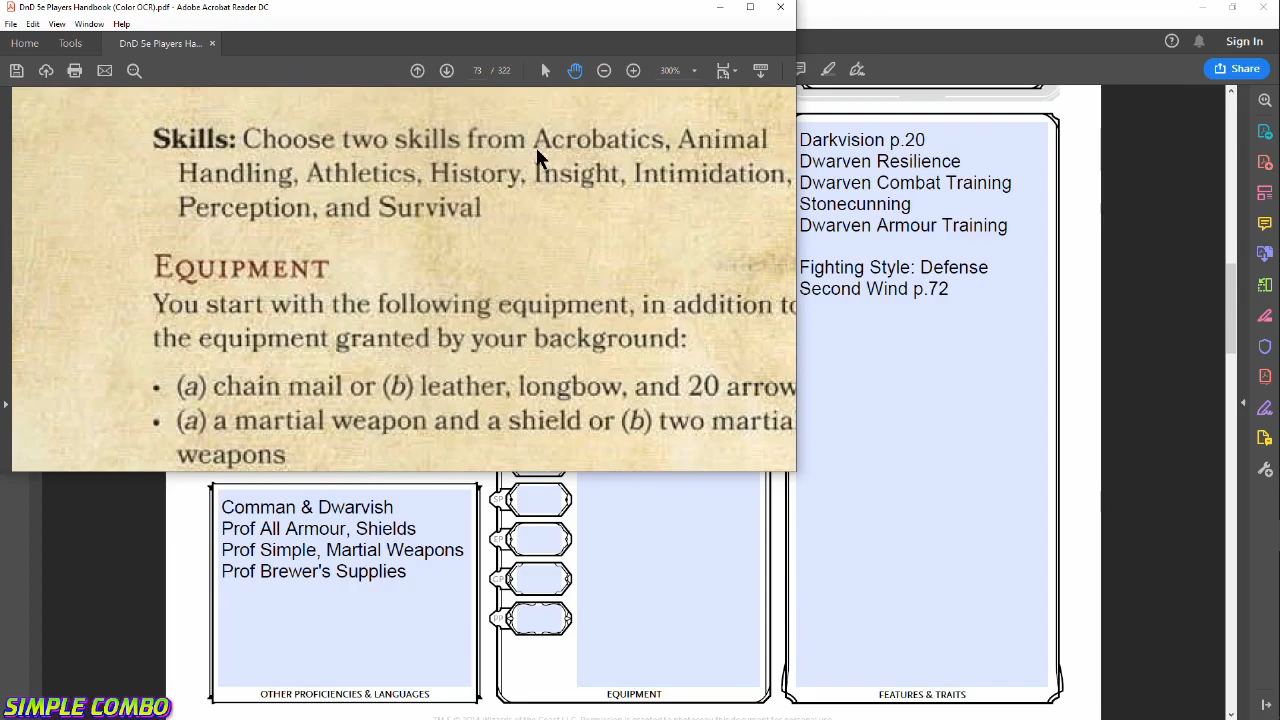 DnD 5e Players Handbook (Color OCR).pdf - Adobe Acrobat Reader DC
File Edit View Window Help
Home Tools DnD 5e Players Ha... ×
Sign In
73 / 322
300%
Share
Skills: Choose two skills from Acrobatics, Animal
Handling, Athletics, History, Insight, Intimidation,
Perception, and Survival
EQUIPMENT
You start with the following equipment, in addition to
the equipment granted by your background:
• (a) chain mail or (b) leather, longbow, and 20 arrow
• (a) a martial weapon and a shield or (b) two martial
weapons
Darkvision p.20
Dwarven Resilience
Dwarven Combat Training
Stonecunning
Dwarven Armour Training
Fighting Style: Defense
Second Wind p.72
Comman & Dwarvish
Prof All Armour, Shields
Prof Simple, Martial Weapons
Prof Brewer's Supplies
SP
EP
GP
PP
OTHER PROFICIENCIES & LANGUAGES
EQUIPMENT
FEATURES & TRAITS
SIMPLE COMBO